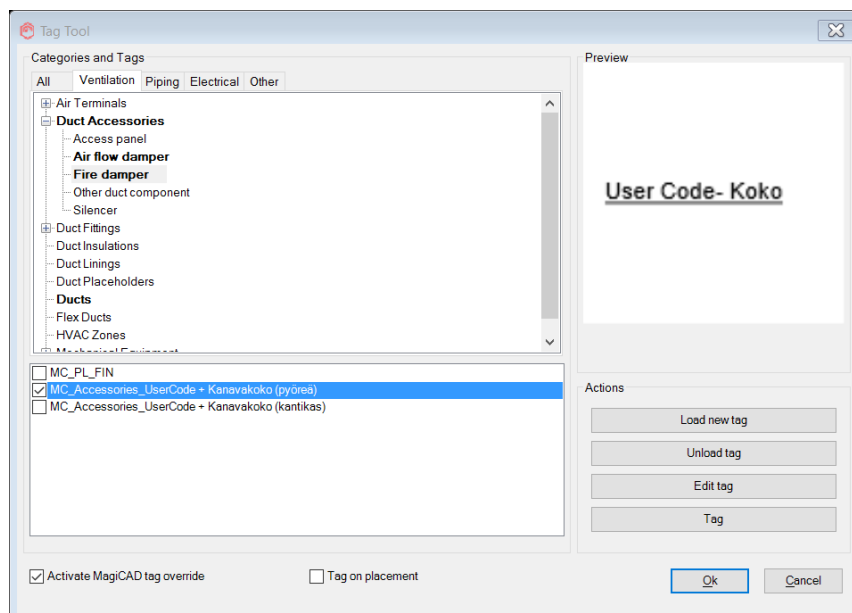 Tag Tool
Categories and Tags
All Ventilation Piping Electrical Other
Air Terminals
Duct Accessories
Access panel
Air flow damper
Fire damper
Other duct component
Silencer
Duct Fittings
Duct Insulations
Duct Linings
Duct Placeholders
Ducts
Flex Ducts
HVAC Zones
Mechanical Equipment
MC_PL_FIN
MC_Accessories_UserCode + Kanavakoko (pyöreä)
MC_Accessories_UserCode + Kanavakoko (kantikas)
Preview
User Code- Koko
Actions
Load new tag
Unload tag
Edit tag
Tag
Activate MagiCAD tag override
Tag on placement
Ok
Cancel